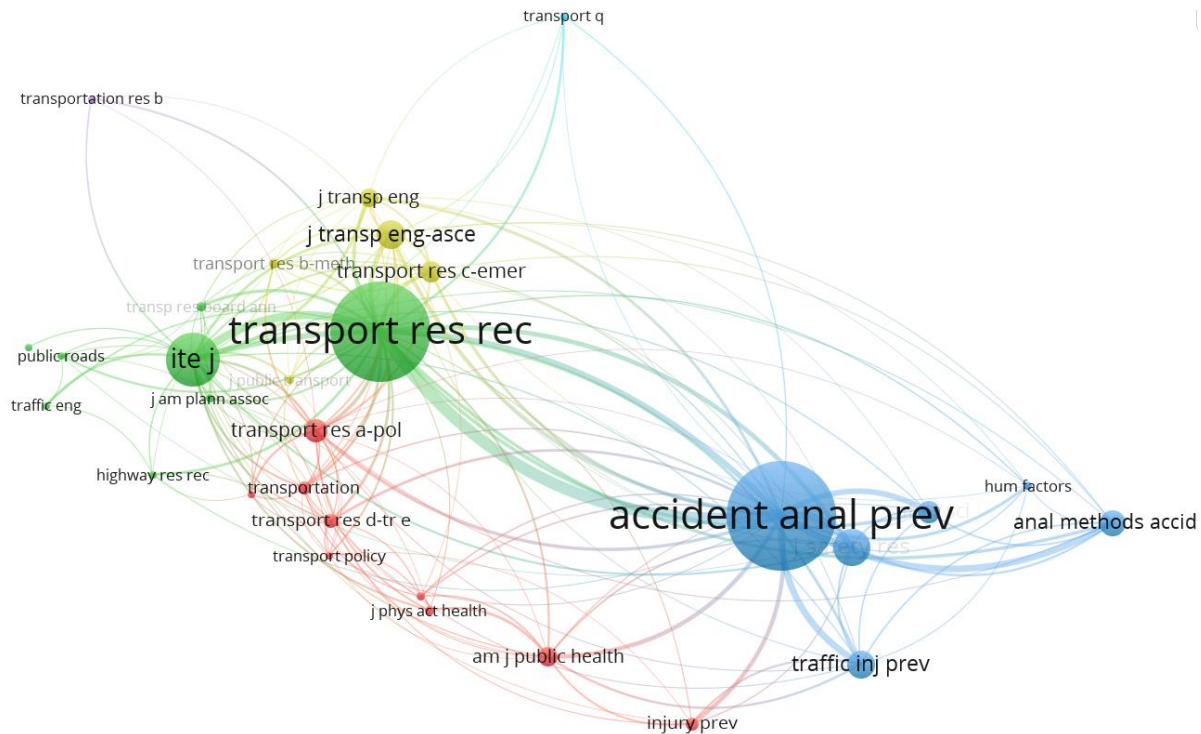 transport q
transportation res b
j transp eng
j transp eng-asce
transport res b-meth
transport res c-emer
transp res board ann
transport res rec
public roads
ite j
j public transport
traffic eng
j am plann assoc
transport res a-pol
highway res rec
transportation
hum factors
accident anal prev
transport res d-tr e
anal methods accid
j safety res
transport policy
j phys act health
am j public health
traffic inj prev
injury prev